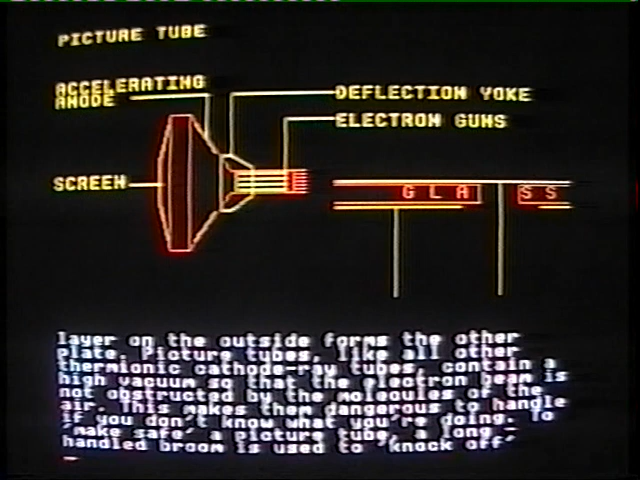 PICTURE TUBE
ACCELERATING
ANODE
DEFLECTION YOKE
ELECTRON GUNS
SCREEN
GLA SS
layer on the outside forms the other
plate. Picture tubes, like all other
thermionic cathode-ray tubes, contain a
high vacuum so that the electron beam is
not obstructed by the molecules of the
air. This makes them dangerous to handle
if you don't know what you're doing. To
'make safe' a picture tube, a long -
handled broom is used to 'knock off'